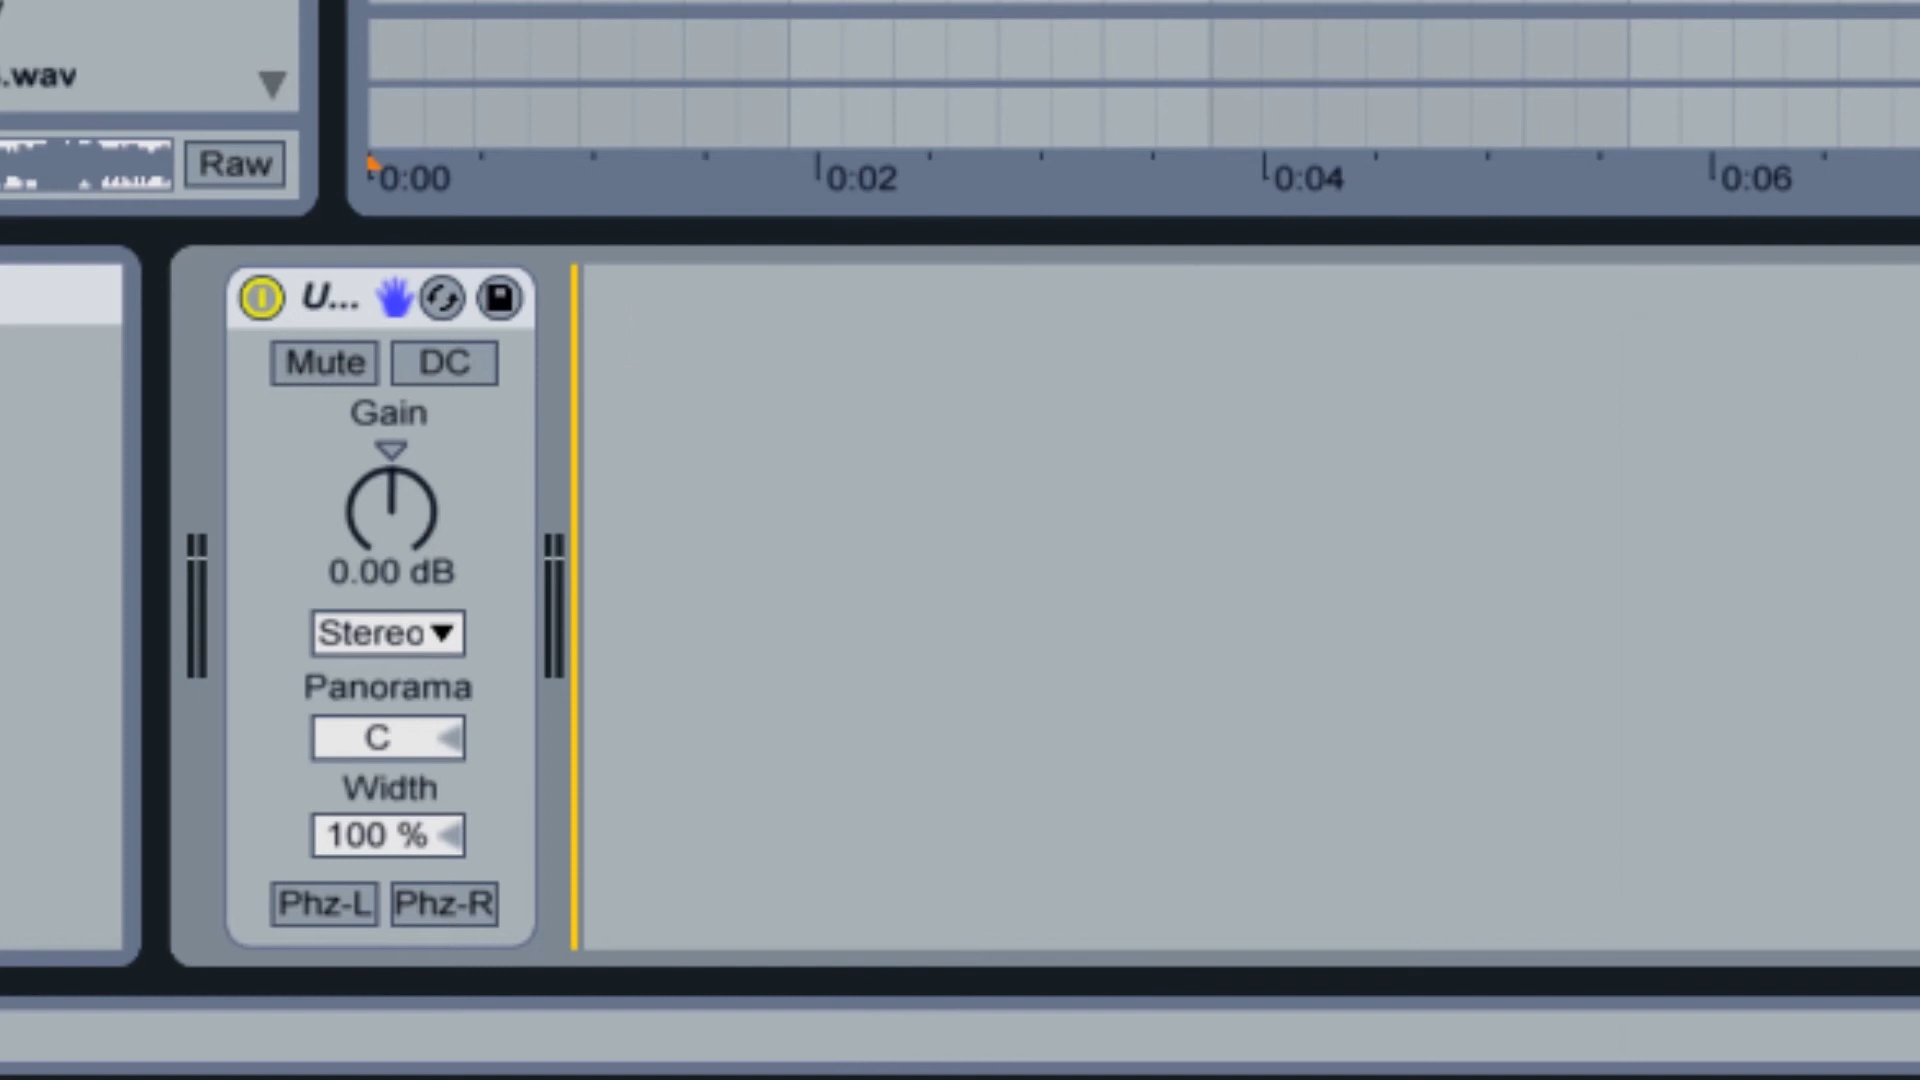 .wav
Raw
0:00
0:02
0:04
0:06
U...
Mute
DC
Gain
0.00 dB
Stereo
Panorama
C
Width
100 %
Phz-L
Phz-R